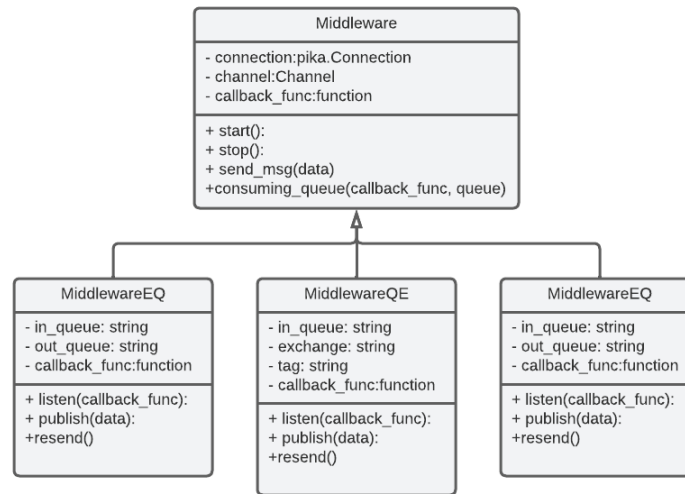 Middleware
- connection:pika.Connection
- channel:Channel
- callback_func:function
+ start():
+ stop():
+ send_msg(data)
+consuming_queue(callback_func, queue)
MiddlewareEQ
- in_queue: string
- out_queue: string
- callback_func:function
+ listen(callback_func):
+ publish(data):
+resend()
MiddlewareQE
- in_queue: string
- exchange: string
- tag: string
- callback_func:function
+ listen(callback_func):
+ publish(data):
+resend()
MiddlewareEQ
- in_queue: string
- out_queue: string
- callback_func:function
+ listen(callback_func):
+ publish(data):
+resend()